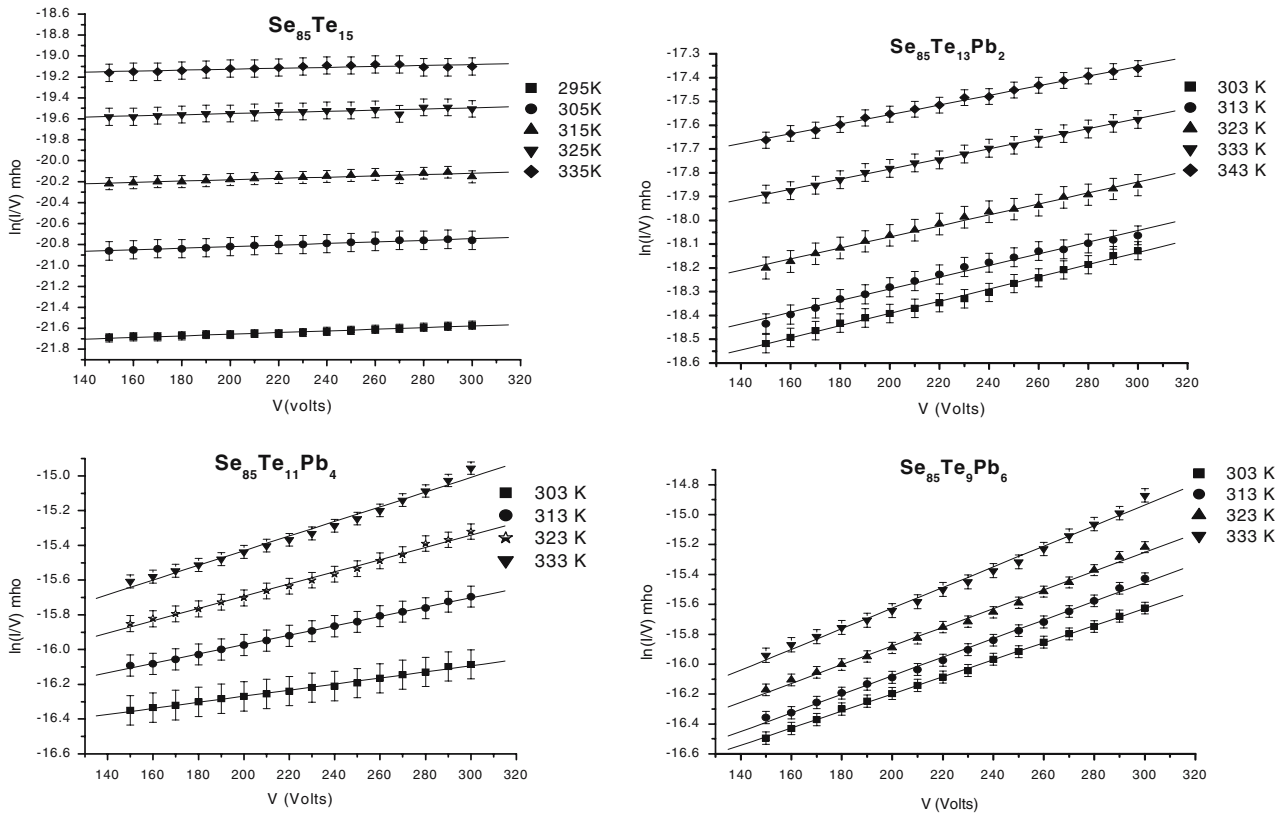 Se₈₅Te₁₅
-18.6
-18.8
-19.0
-19.2
-19.4
-19.6
-19.8
-20.0
-20.2
-20.4
-20.6
-20.8
-21.0
-21.2
-21.4
-21.6
-21.8
ln(I/V) mho
295K
305K
315K
325K
335K
140 160 180 200 220 240 260 280 300 320
V(volts)
Se₈₅Te₁₃Pb₂
-17.3
-17.4
-17.5
-17.6
-17.7
-17.8
-17.9
-18.0
-18.1
-18.2
-18.3
-18.4
-18.5
-18.6
ln(I/V) mho
303 K
313 K
323 K
333 K
343 K
140 160 180 200 220 240 260 280 300 320
V (Volts)
Se₈₅Te₁₁Pb₄
-15.0
-15.2
-15.4
-15.6
-15.8
-16.0
-16.2
-16.4
-16.6
ln(I/V) mho
303 K
313 K
323 K
333 K
140 160 180 200 220 240 260 280 300 320
V (Volts)
Se₈₅Te₉Pb₆
-14.8
-15.0
-15.2
-15.4
-15.6
-15.8
-16.0
-16.2
-16.4
-16.6
ln(I/V) mho
303 K
313 K
323 K
333 K
140 160 180 200 220 240 260 280 300 320
V (Volts)